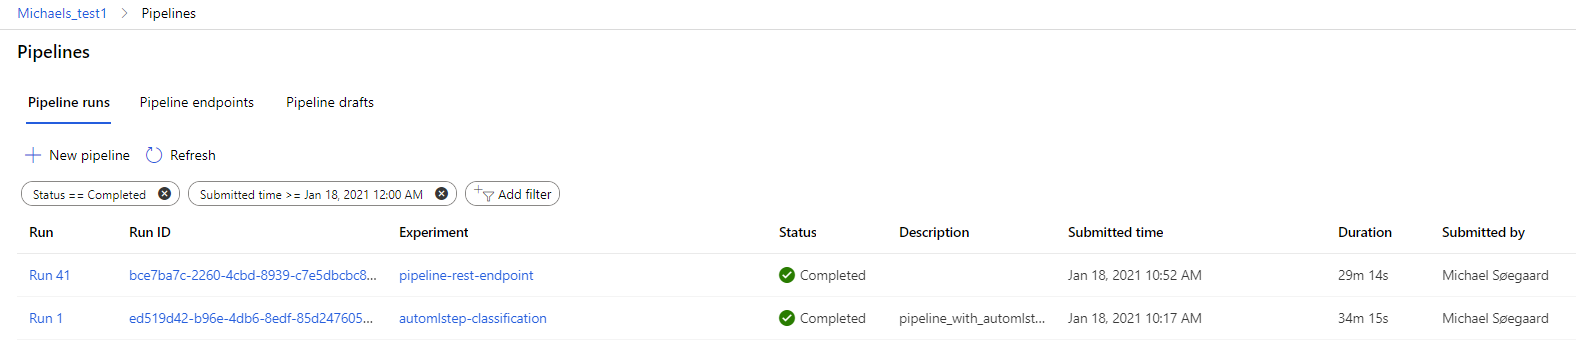 Michaels_test1 > Pipelines
Pipelines
Pipeline runs Pipeline endpoints Pipeline drafts
New pipeline Refresh
Status == Completed Submitted time >= Jan 18, 2021 12:00 AM Add filter
Run Run ID Experiment Status Description Submitted time Duration Submitted by
Run 41 bce7ba7c-2260-4cbd-8939-c7e5dbcbc8... pipeline-rest-endpoint Completed Jan 18, 2021 10:52 AM 29m 14s Michael Søegaard
Run 1 ed519d42-b96e-4db6-8edf-85d247605... automlstep-classification Completed pipeline_with_automlst... Jan 18, 2021 10:17 AM 34m 15s Michael Søegaard